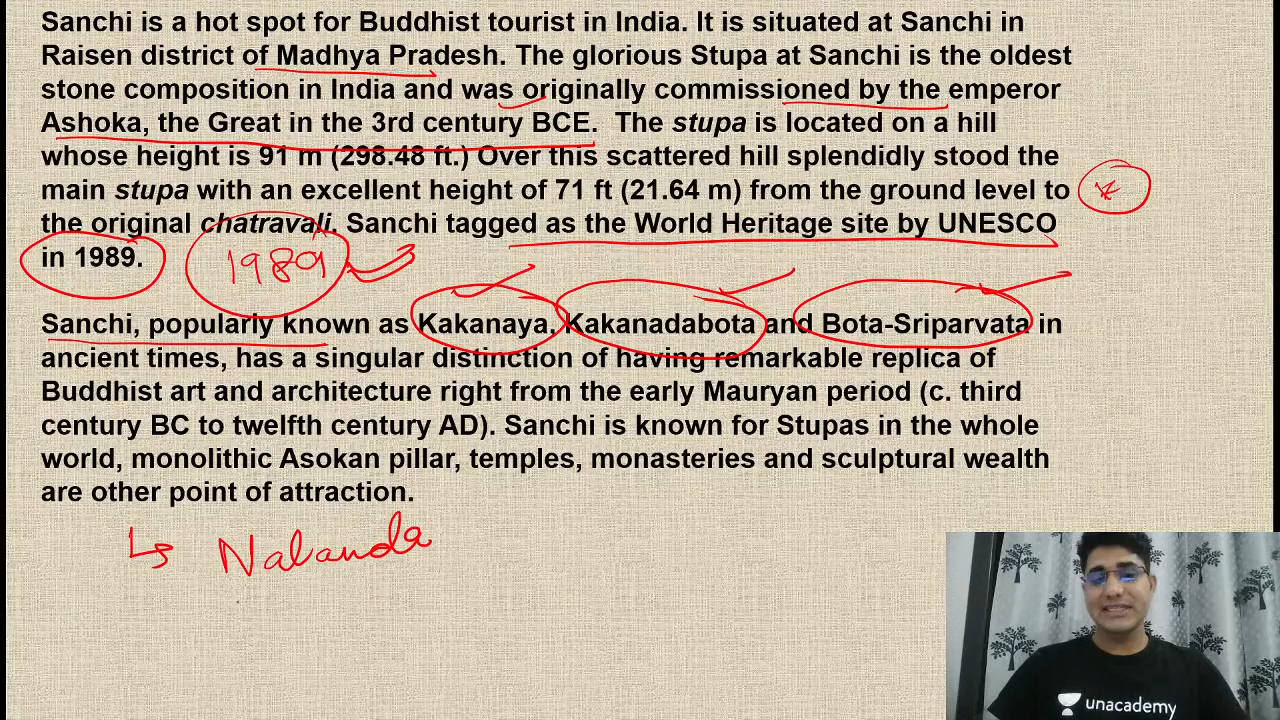 Sanchi is a hot spot for Buddhist tourist in India. It is situated at Sanchi in
Raisen district of Madhya Pradesh. The glorious Stupa at Sanchi is the oldest
stone composition in India and was originally commissioned by the emperor
Ashoka, the Great in the 3rd century BCE. The stupa is located on a hill
whose height is 91 m (298.48 ft.) Over this scattered hill splendidly stood the
main stupa with an excellent height of 71 ft (21.64 m) from the ground level to
the original chatravali. Sanchi tagged as the World Heritage site by UNESCO
in 1989.
1989
Sanchi, popularly known as Kakanaya, Kakanadabota and Bota-Sriparvata in
ancient times, has a singular distinction of having remarkable replica of
Buddhist art and architecture right from the early Mauryan period (c. third
century BC to twelfth century AD). Sanchi is known for Stupas in the whole
world, monolithic Asokan pillar, temples, monasteries and sculptural wealth
are other point of attraction.
Nalanda
unacademy